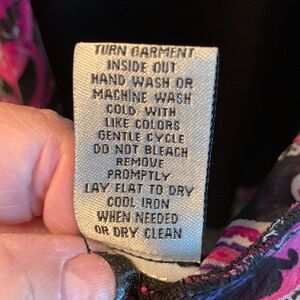 TURN GARMENT
INSIDE OUT
HAND WASH OR
MACHINE WASH
COLD WITH
LIKE COLORS
GENTLE CYCLE
DO NOT BLEACH
REMOVE
PROMPTLY
LAY FLAT TO DRY
COOL IRON
WHEN NEEDED
OR DRY CLEAN